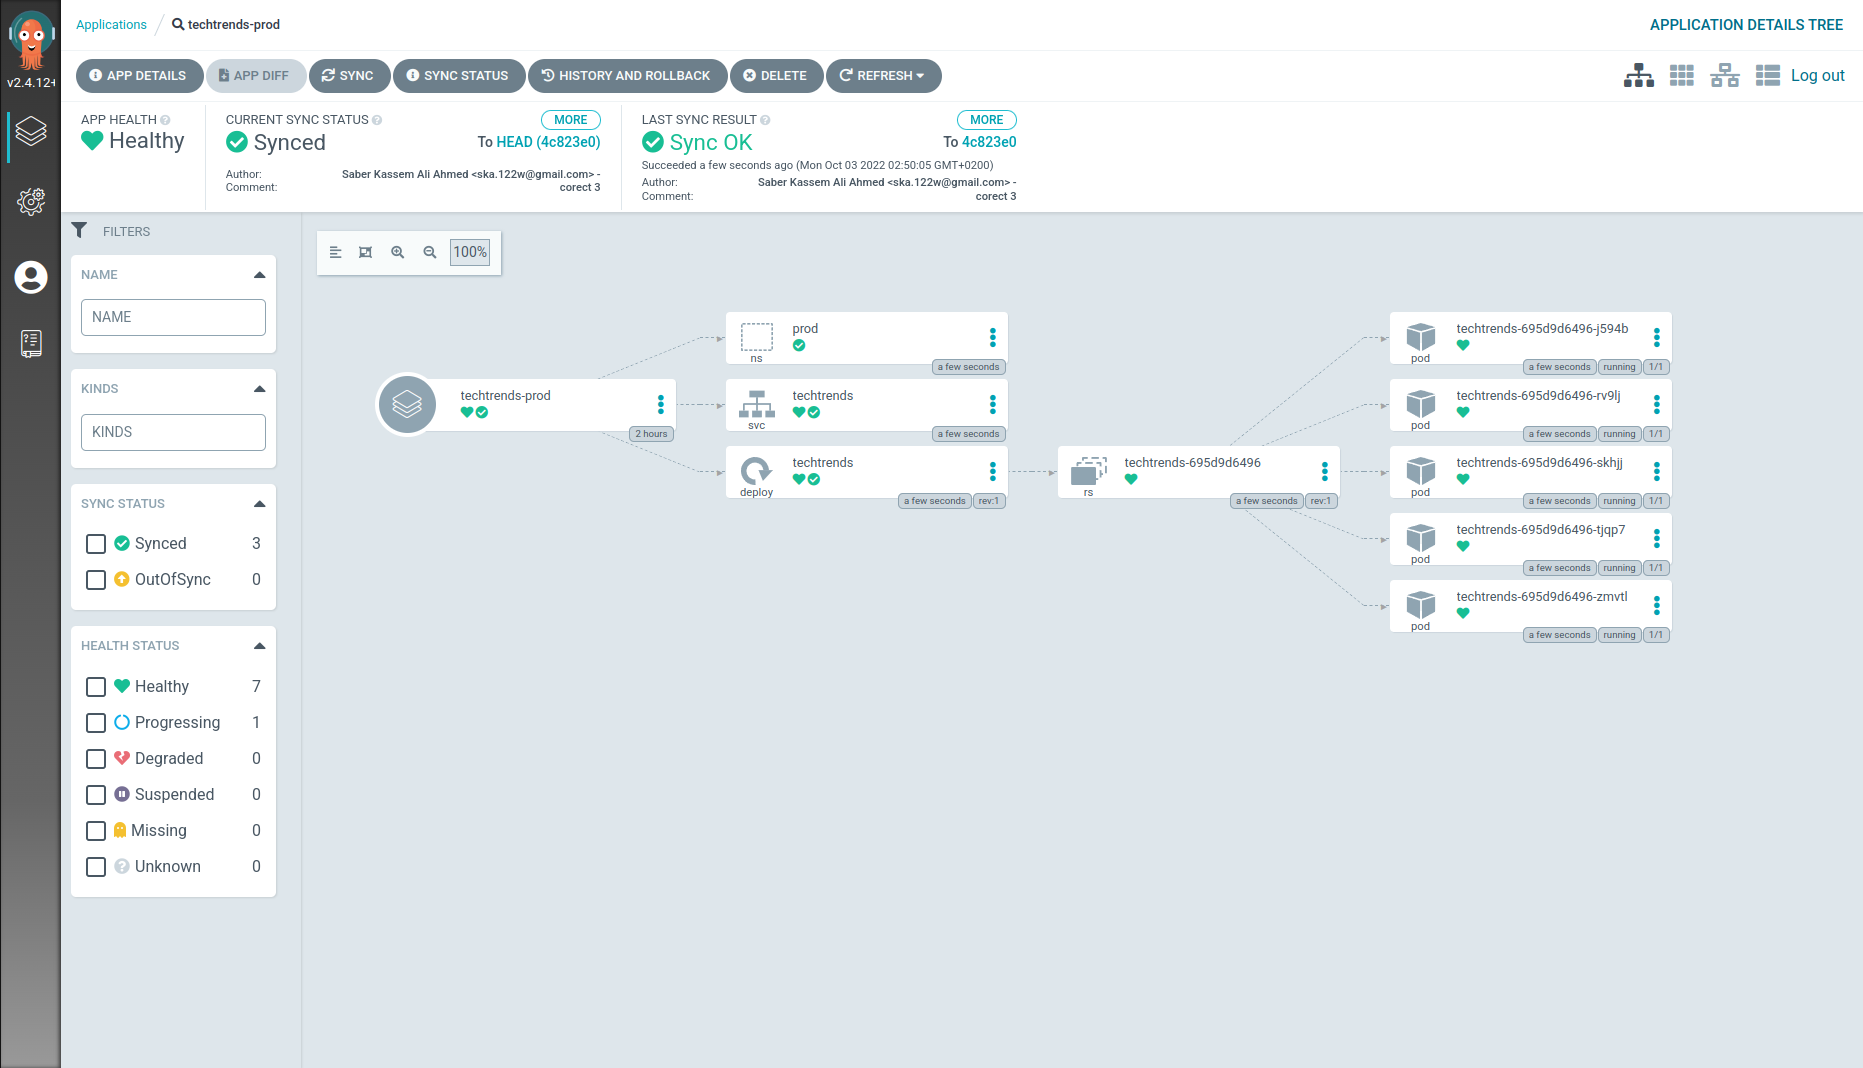 Applications / techtrends-prod
APPLICATION DETAILS TREE
v2.4.12+
APP DETAILS
APP DIFF
SYNC
SYNC STATUS
HISTORY AND ROLLBACK
DELETE
REFRESH
Log out
APP HEALTH
Healthy
CURRENT SYNC STATUS
MORE
Synced
To HEAD (4c823e0)
Author:
Saber Kassem Ali Ahmed <ska.122w@gmail.com> -
Comment:
corect 3
LAST SYNC RESULT
MORE
Sync OK
To 4c823e0
Succeeded a few seconds ago (Mon Oct 03 2022 02:50:05 GMT+0200)
Author:
Saber Kassem Ali Ahmed <ska.122w@gmail.com> -
Comment:
corect 3
FILTERS
NAME
NAME
KINDS
KINDS
SYNC STATUS
Synced 3
OutOfSync 0
HEALTH STATUS
Healthy 7
Progressing 1
Degraded 0
Suspended 0
Missing 0
Unknown 0
100%
techtrends-prod
2 hours
prod
ns
a few seconds
techtrends
svc
a few seconds
techtrends
deploy
a few seconds rev:1
techtrends-695d9d6496
rs
a few seconds rev:1
techtrends-695d9d6496-j594b
pod
a few seconds running 1/1
techtrends-695d9d6496-rv9lj
pod
a few seconds running 1/1
techtrends-695d9d6496-skhjj
pod
a few seconds running 1/1
techtrends-695d9d6496-tjqp7
pod
a few seconds running 1/1
techtrends-695d9d6496-zmvtl
pod
a few seconds running 1/1